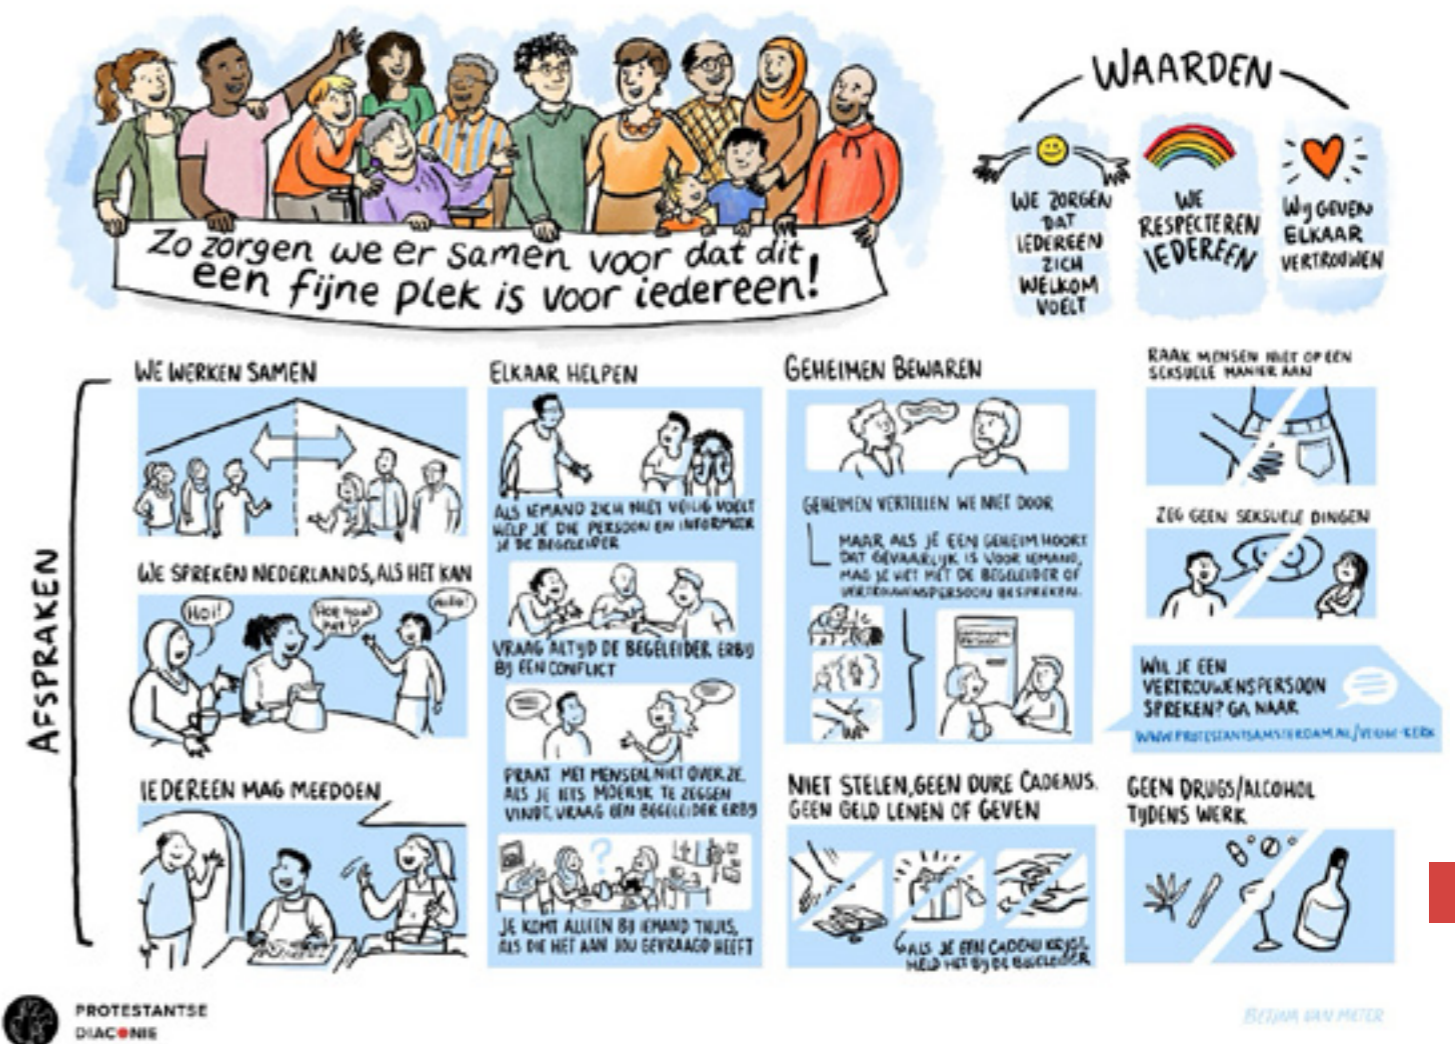 Zo zorgen we er samen voor dat dit
een fijne plek is voor iedereen!
WAARDEN
WE ZORGEN
DAT
IEDEREEN
ZICH
WELKOM
VOELT
WE
RESPECTEREN
IEDEREEN
WIJ GEVEN
ELKAAR
VERTROUWEN
AFSPRAKEN
WE WERKEN SAMEN
WE SPREKEN NEDERLANDS, ALS HET KAN
HOI!
HOE GAAT
HET?
IEDEREEN MAG MEEDOEN
ELKAAR HELPEN
ALS IEMAND ZICH NIET VEILIG VOELT
HELP JE DIE PERSOON EN INFORMEER
JE DE BEGELEIDER
VRAAG ALTIJD DE BEGELEIDER ERBIJ
BIJ EEN CONFLICT
PRAAT MET MENSEN, NIET OVER ZE.
ALS JE IETS MOEILIJK TE ZEGGEN
VINDT, VRAAG EEN BEGELEIDER ERBIJ
?
JE KOMT ALLEEN BIJ IEMAND THUIS,
ALS DIE HET AAN JOU GEVRAAGD HEEFT
GEHEIMEN BEWAREN
GEHEIMEN VERTELLEN WE NIET DOOR
MAAR ALS JE EEN GEHEIM HOORT
DAT GEVAARLIJK IS VOOR IEMAND,
MAG JE HET MET DE BEGELEIDER OF
VERTROUWENSPERSOON BESPREKEN.
NIET STELEN, GEEN DURE CADEAUS.
GEEN GELD LENEN OF GEVEN
ALS JE EEN CADEAU KRIJGT,
MELD HET BIJ DE BEGELEIDER
RAAK MENSEN NIET OP EEN
SEKSUELE MANIER AAN
ZEG GEEN SEKSUELE DINGEN
WIL JE EEN
VERTROUWENSPERSOON
SPREKEN? GA NAAR
WWW.PROTESTANTSAMSTERDAM.NL/VEILIGE-KERK
GEEN DRUGS/ALCOHOL
TIJDENS WERK
PROTESTANTSE
DIACONIE